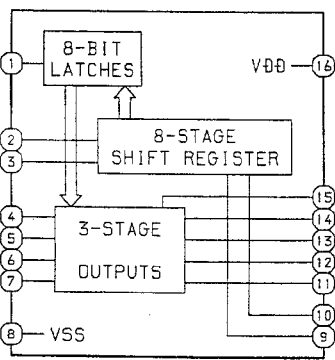 8-BIT
LATCHES
1
VDD
16
2
3
8-STAGE
SHIFT REGISTER
4
5
6
7
3-STAGE
OUTPUTS
15
14
13
12
11
10
9
8
VSS